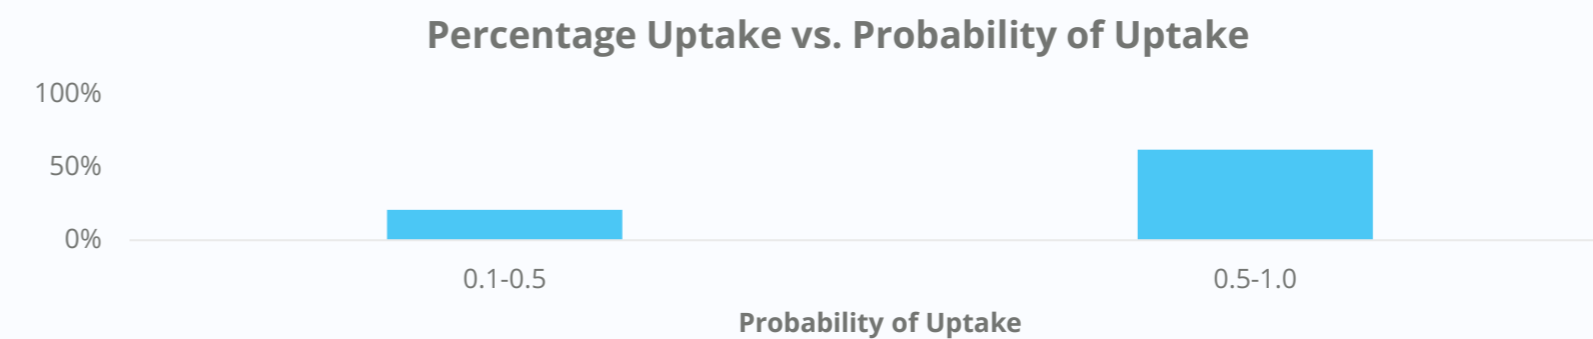 Percentage Uptake vs. Probability of Uptake
100%
50%
0%
0.1-0.5
0.5-1.0
Probability of Uptake